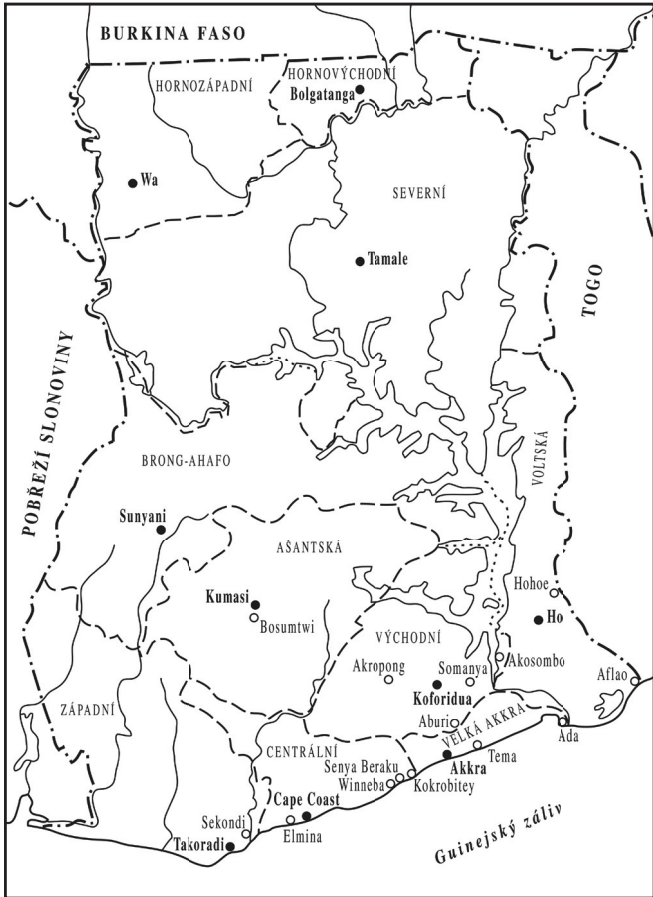 BURKINA FASO
HORNOZÁPADNÍ
HORNOVÝCHODNÍ
Bolgatanga
Wa
SEVERNÍ
Tamale
TOGO
POBŘEŽÍ SLONOVINY
BRONG-AHAFO
VOLTSKÁ
Sunyani
AŠANTSKÁ
Kumasi
Bosumtwi
Hohoe
Ho
VÝCHODNÍ
Akropong
Somanya
Akosombo
Koforidua
Aflao
ZÁPADNÍ
Aburi
VELKÁ AKKRA
Ada
CENTRÁLNÍ
Tema
Senya Beraku
Akkra
Winneba
Kokrobitey
Cape Coast
Sekondi
Elmina
Takoradi
Guinejský záliv